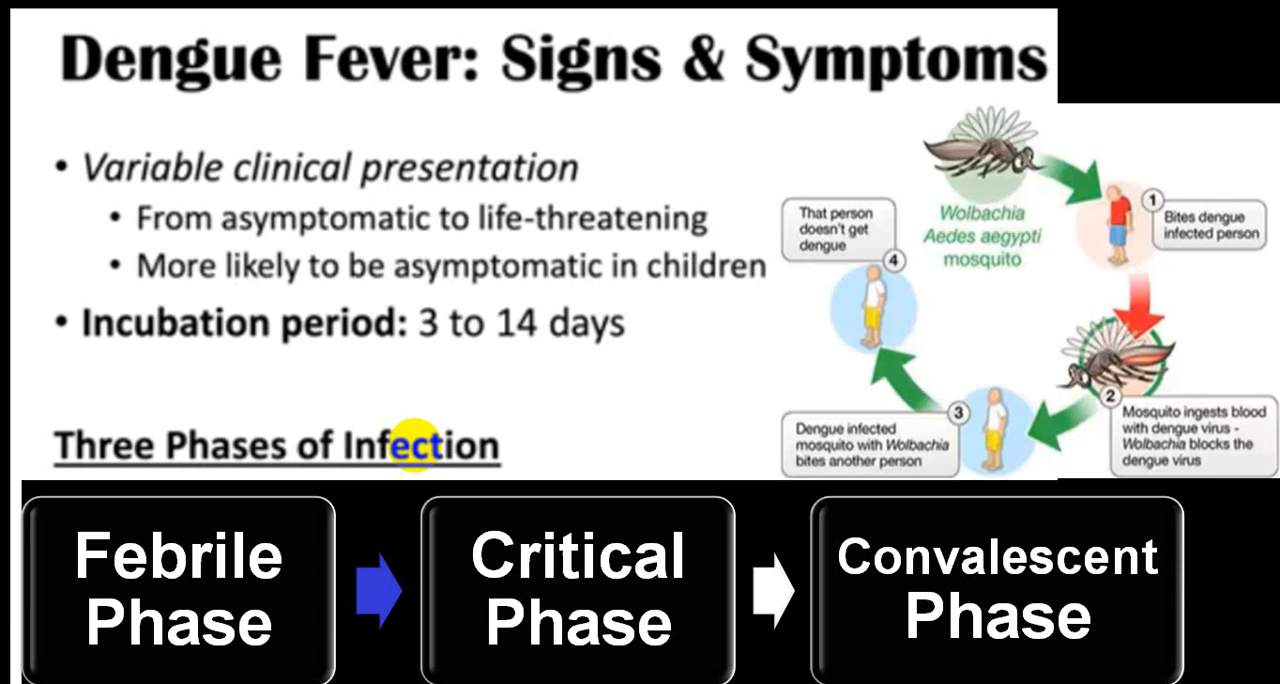 Dengue Fever: Signs & Symptoms
• Variable clinical presentation
• From asymptomatic to life-threatening
• More likely to be asymptomatic in children
• Incubation period: 3 to 14 days
Wolbachia
Aedes aegypti
mosquito
1
Bites dengue
infected person
2
Mosquito ingests blood
with dengue virus -
Wolbachia blocks the
dengue virus
3
Dengue infected
mosquito with Wolbachia
bites another person
4
That person
doesn't get
dengue
Three Phases of Infection
Febrile
Phase
Critical
Phase
Convalescent
Phase